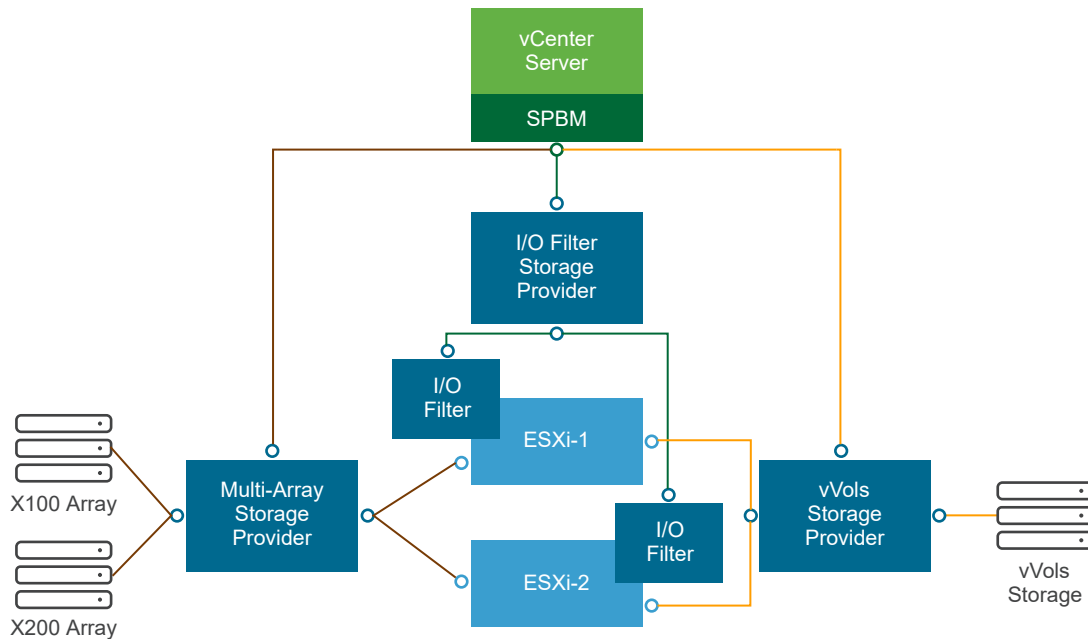 vCenter
Server
SPBM
I/O Filter
Storage
Provider
I/O
Filter
ESXi-1
X100 Array
Multi-Array
Storage
Provider
I/O
Filter
vVols
Storage
Provider
ESXi-2
vVols
Storage
X200 Array